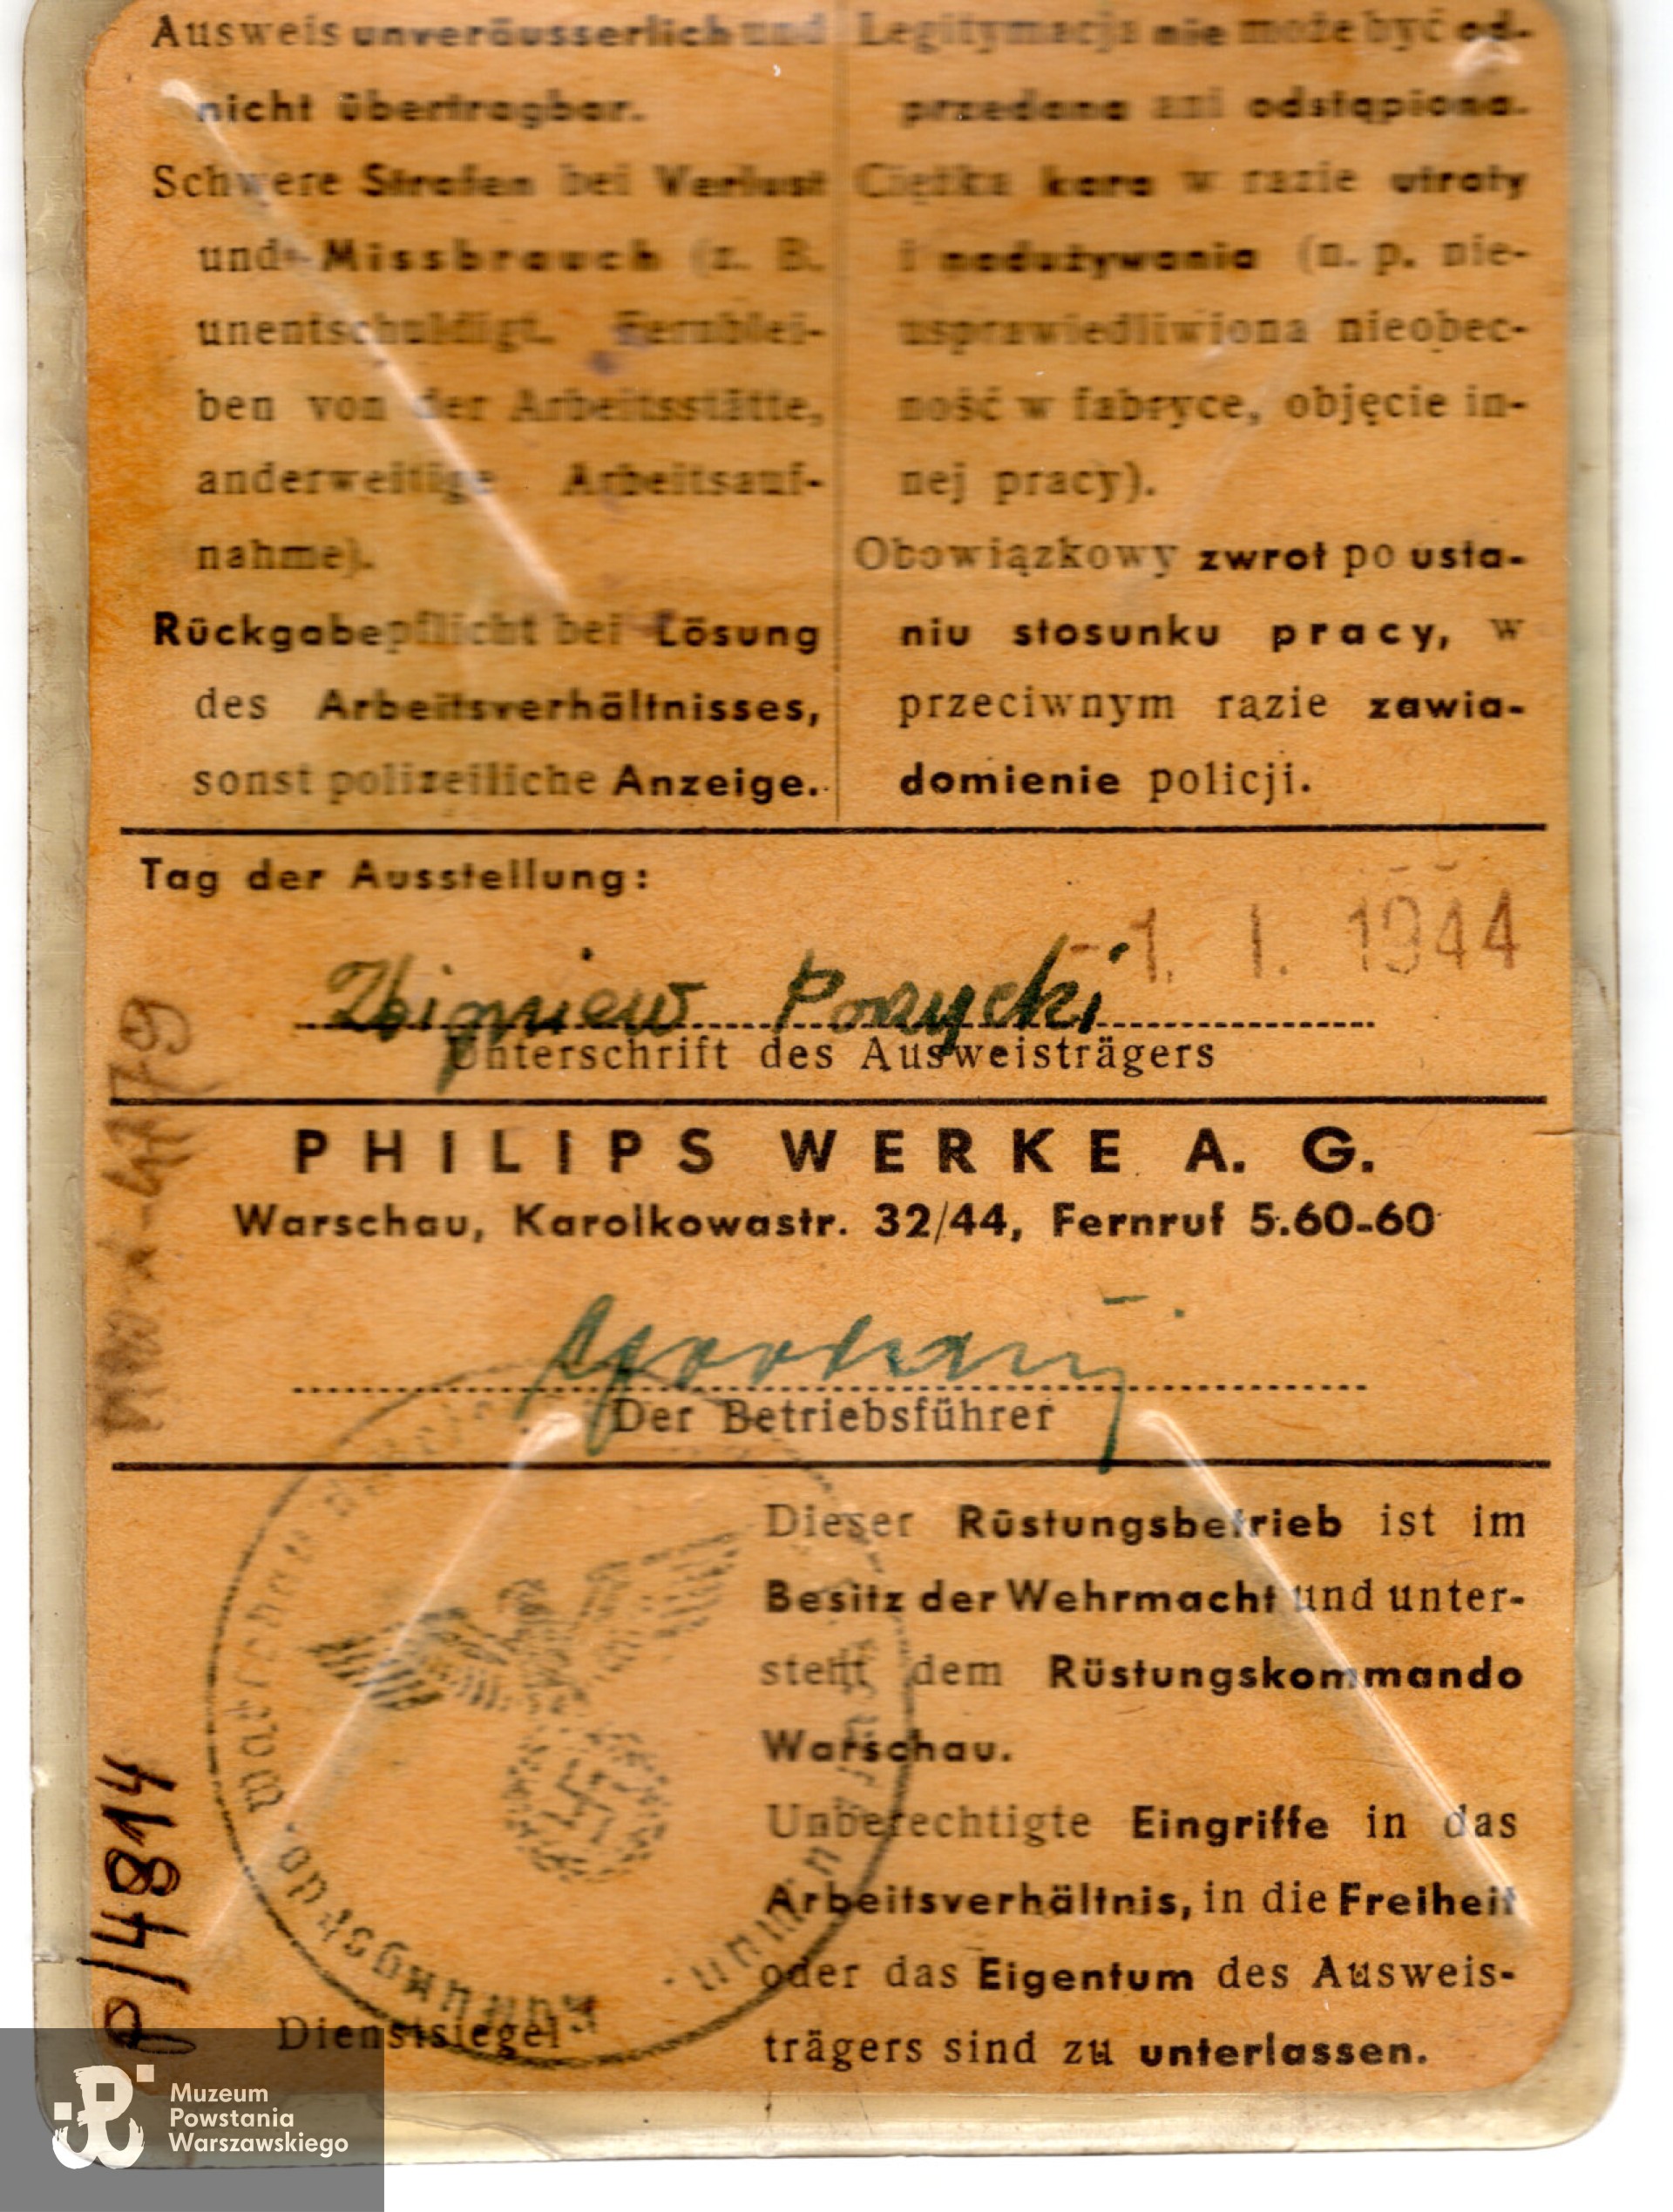 Ausweis unveräusserlich und
nicht übertragbar.
Schwere Strafen bei Verlust
und Missbrauch (z. B.
unentschuldigt. Fernblei-
ben von der Arbeitsstätte,
anderweitige Arbeitsauf-
nahme).
Rückgabepflicht bei Lösung
des Arbeitsverhältnisses,
sonst polizeiliche Anzeige.
Legitymacja nie może być od-
przedana ani odstąpiona.
Ciężka kara w razie utraty
i nadużywania (n. p. nie-
usprawiedliwiona nieobec-
ność w fabryce, objęcie in-
nej pracy).
Obowiązkowy zwrot po usta-
niu stosunku pracy, w
przeciwnym razie zawia-
domienie policji.
Tag der Ausstellung:
-1. I. 1944
Zbigniew Porzycki
Unterschrift des Ausweisträgers
PHILIPS WERKE A. G.
Warschau, Karolkowastr. 32/44, Fernruf 5.60-60
Der Betriebsführer
Dieser Rüstungsbetrieb ist im
Besitz der Wehrmacht und unter-
steht dem Rüstungskommando
Warschau.
Unberechtigte Eingriffe in das
Arbeitsverhältnis, in die Freiheit
oder das Eigentum des Ausweis-
trägers sind zu unterlassen.
Dienstsiegel
P/4814
Muzeum
Powstania
Warszawskiego